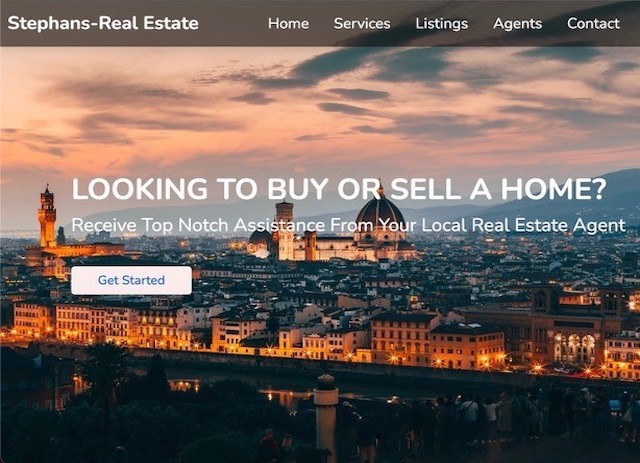 Stephans-Real Estate
Home Services Listings Agents Contact
LOOKING TO BUY OR SELL A HOME?
Receive Top Notch Assistance From Your Local Real Estate Agent
Get Started